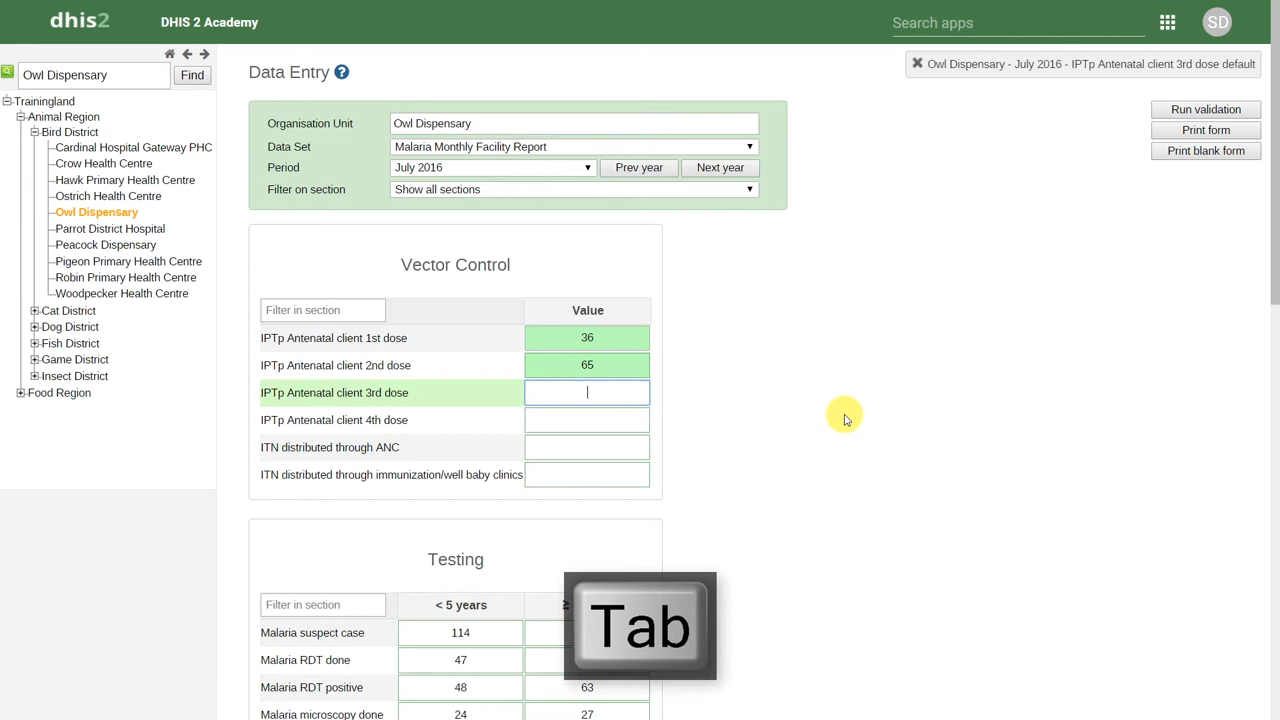 dhis2
DHIS 2 Academy
Search apps
SD
Owl Dispensary
Find
Trainingland
Animal Region
Bird District
Cardinal Hospital Gateway PHC
Crow Health Centre
Hawk Primary Health Centre
Ostrich Health Centre
Owl Dispensary
Parrot District Hospital
Peacock Dispensary
Pigeon Primary Health Centre
Robin Primary Health Centre
Woodpecker Health Centre
Cat District
Dog District
Fish District
Game District
Insect District
Food Region
Data Entry
Owl Dispensary - July 2016 - IPTp Antenatal client 3rd dose default
Run validation
Print form
Print blank form
Organisation Unit Owl Dispensary
Data Set Malaria Monthly Facility Report
Period July 2016 Prev year Next year
Filter on section Show all sections
Vector Control
Filter in section Value
IPTp Antenatal client 1st dose 36
IPTp Antenatal client 2nd dose 65
IPTp Antenatal client 3rd dose
IPTp Antenatal client 4th dose
ITN distributed through ANC
ITN distributed through immunization/well baby clinics
Testing
Filter in section < 5 years ≥
Malaria suspect case 114
Malaria RDT done 47
Malaria RDT positive 48 63
Malaria microscopy done 24 27
Tab